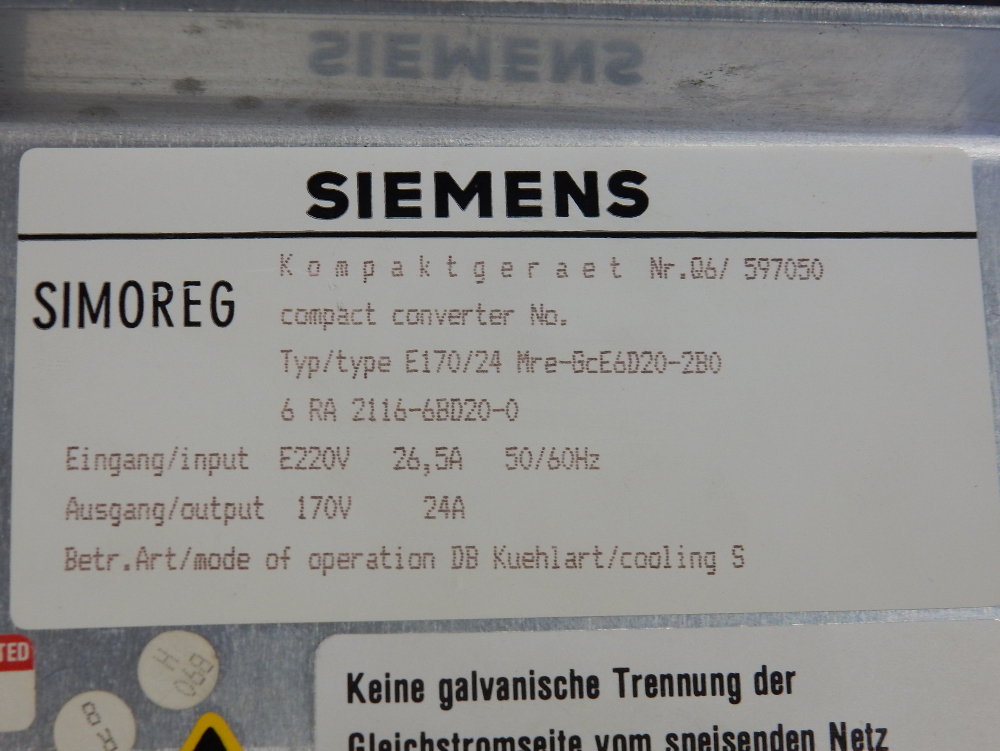 SIEMENS
SIEMENS
SIMOREG
Kompaktgeraet Nr.Q6/ 597050
compact converter No.
Typ/type E170/24 Mre-GcE6D20-2B0
6 RA 2116-6BD20-0
Eingang/input E220V 26,5A 50/60Hz
Ausgang/output 170V 24A
Betr.Art/mode of operation DB Kuehlart/cooling S
TED
Keine galvanische Trennung der
Gleichstromseite vom speisenden Netz